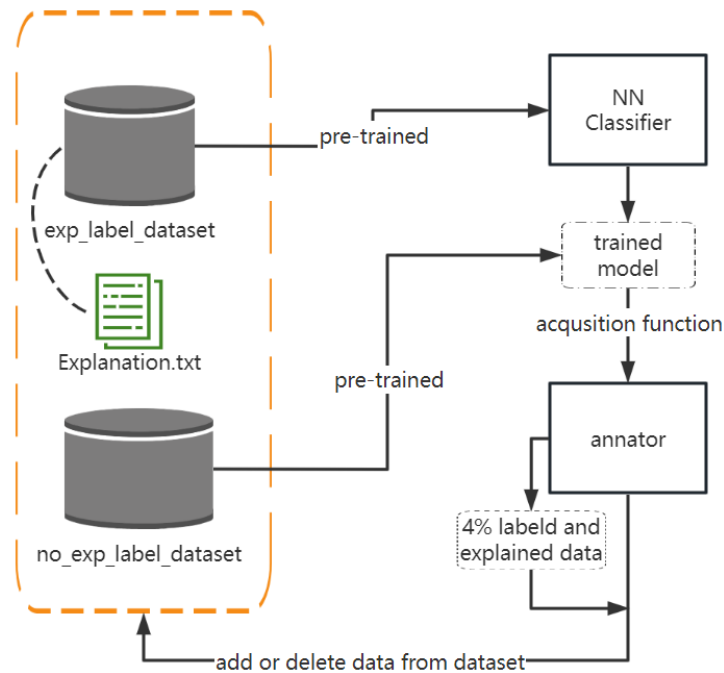 NN
Classifier
pre-trained
exp_label_dataset
trained
model
acqusition function
Explanation.txt
pre-trained
annator
4% labeld and
explained data
no_exp_label_dataset
add or delete data from dataset